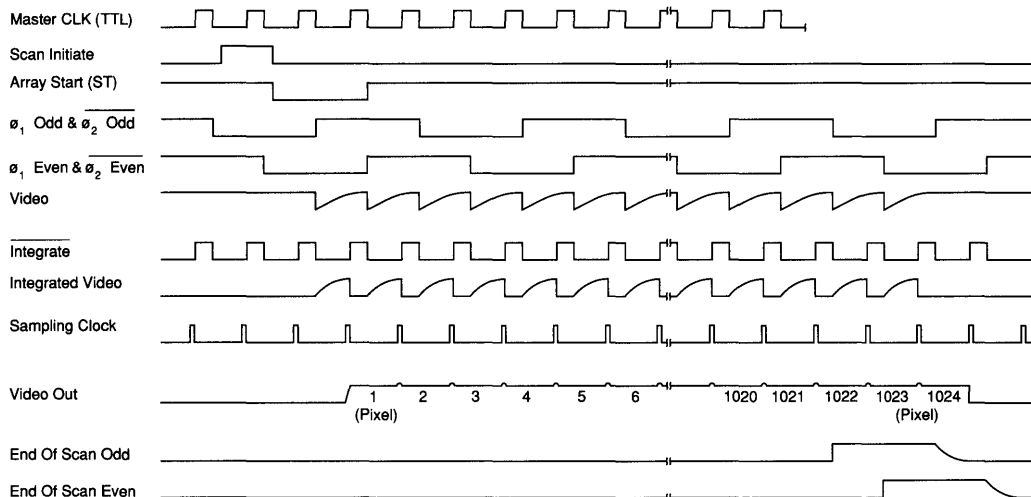 Master CLK (TTL)
Scan Initiate
Array Start (ST)
ø1 Odd & ø2 Odd
ø1 Even & ø2 Even
Video
Integrate
Integrated Video
Sampling Clock
Video Out
1 2 3 4 5 6 1020 1021 1022 1023 1024
(Pixel) (Pixel)
End Of Scan Odd
End Of Scan Even